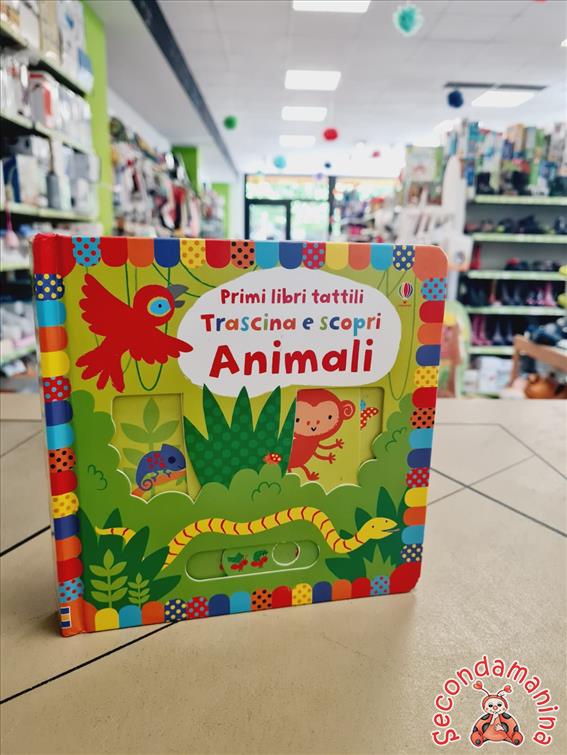 Primi libri tattili
Trascina e scopri
Animali
Secondamanina